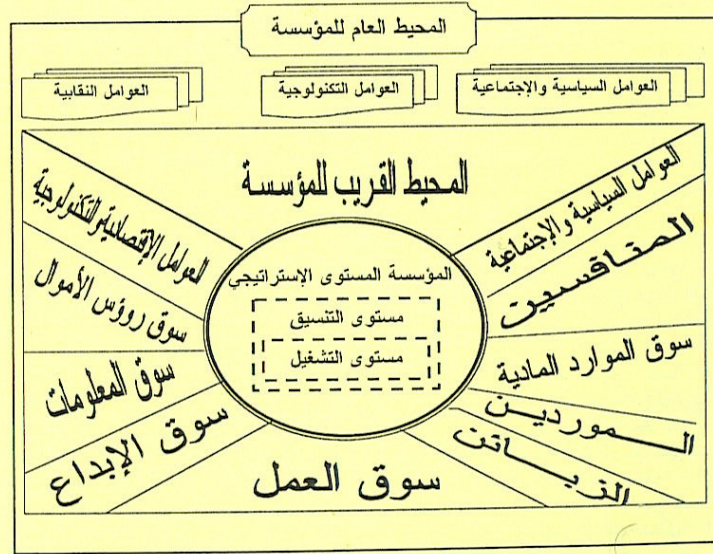 المحيط العام للمؤسسة
العوامل السياسية والإجتماعية
العوامل التكنولوجية
العوامل النقابية
المحيط القريب للمؤسسة
العوامل السياسية والإجتماعية
المنافسين
سوق الموارد المادية
الـمـورديـن
الزبـائن
سوق العمل
سوق الإبداع
سوق المعلومات
سوق رؤوس الأموال
العوامل الإقتصادية والتكنولوجية
المؤسسة المستوى الإستراتيجي
مستوى التنسيق
مستوى التشغيل